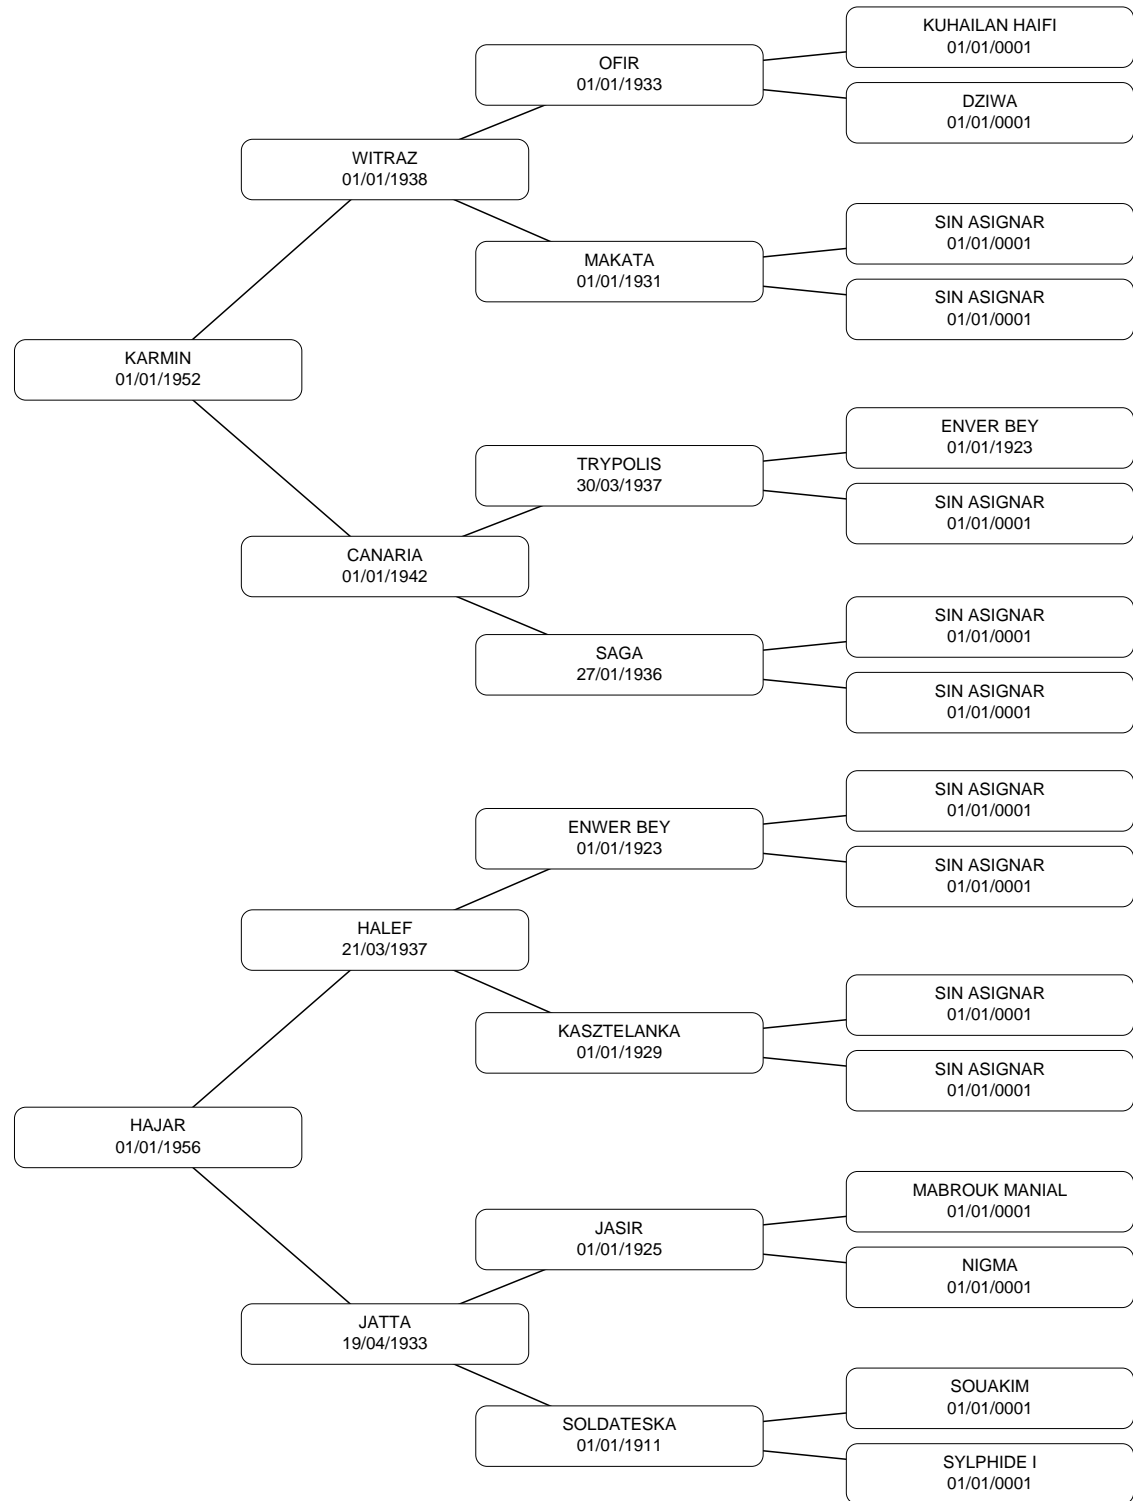 KUHAILAN HAIFI
01/01/0001
OFIR
01/01/1933
DZIWA
01/01/0001
WITRAZ
01/01/1938
SIN ASIGNAR
01/01/0001
MAKATA
01/01/1931
SIN ASIGNAR
01/01/0001
KARMIN
01/01/1952
ENVER BEY
01/01/1923
TRYPOLIS
30/03/1937
SIN ASIGNAR
01/01/0001
CANARIA
01/01/1942
SIN ASIGNAR
01/01/0001
SAGA
27/01/1936
SIN ASIGNAR
01/01/0001
SIN ASIGNAR
01/01/0001
ENWER BEY
01/01/1923
SIN ASIGNAR
01/01/0001
HALEF
21/03/1937
SIN ASIGNAR
01/01/0001
KASZTELANKA
01/01/1929
SIN ASIGNAR
01/01/0001
HAJAR
01/01/1956
MABROUK MANIAL
01/01/0001
JASIR
01/01/1925
NIGMA
01/01/0001
JATTA
19/04/1933
SOUAKIM
01/01/0001
SOLDATESKA
01/01/1911
SYLPHIDE I
01/01/0001